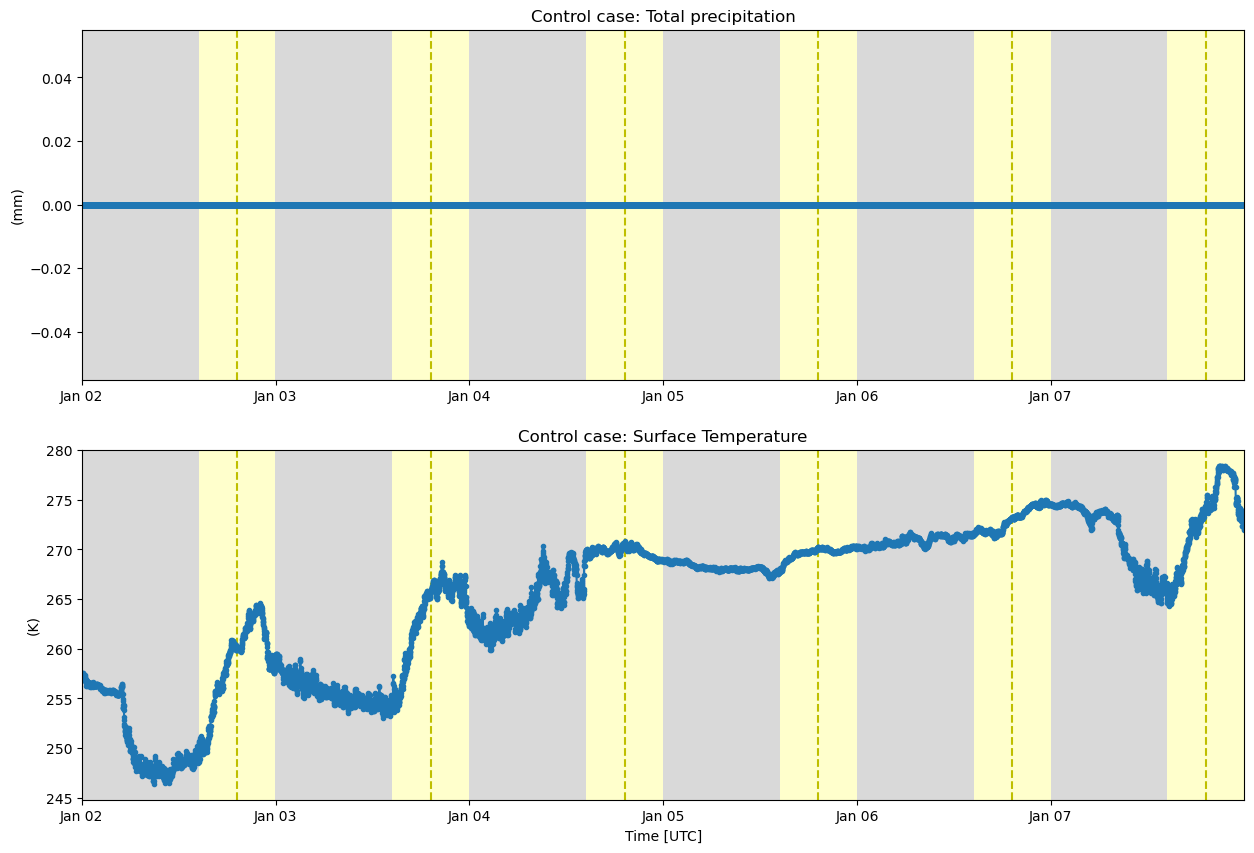 Control case: Total precipitation
0.04
0.02
0.00
−0.02
−0.04
(mm)
Jan 02 Jan 03 Jan 04 Jan 05 Jan 06 Jan 07
Control case: Surface Temperature
280
275
270
265
260
255
250
245
(K)
Jan 02 Jan 03 Jan 04 Jan 05 Jan 06 Jan 07
Time [UTC]